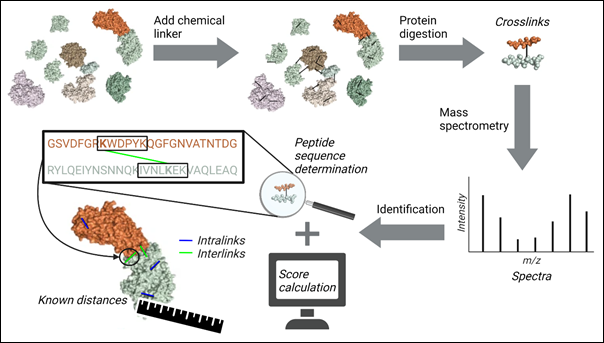 Add chemical
linker
Protein
digestion
Crosslinks
Mass
spectrometry
Intensity
m/z
Spectra
Identification
Peptide
sequence
determination
Score
calculation
GSVDFGRKWDPYKQGFGNVATNTDG
RYLQEIYNSNNQKIVNLKEKVAQLEAQ
Intralinks
Interlinks
Known distances